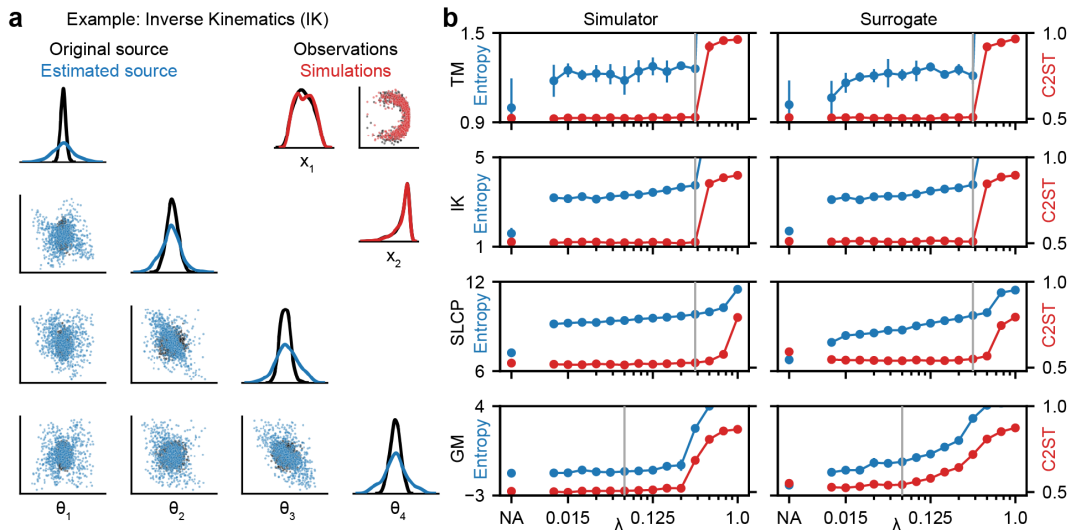 a
Example: Inverse Kinematics (IK)
Original source
Estimated source
Observations
Simulations
x1
x2
θ1
θ2
θ3
θ4
b
Simulator
Surrogate
TM
Entropy
1.5
0.9
1.0
0.5
C2ST
IK
Entropy
5
1
1.0
0.5
C2ST
SLCP
Entropy
12
6
1.0
0.5
C2ST
GM
Entropy
4
−3
1.0
0.5
C2ST
NA
0.015
λ
0.125
1.0
NA
0.015
λ
0.125
1.0